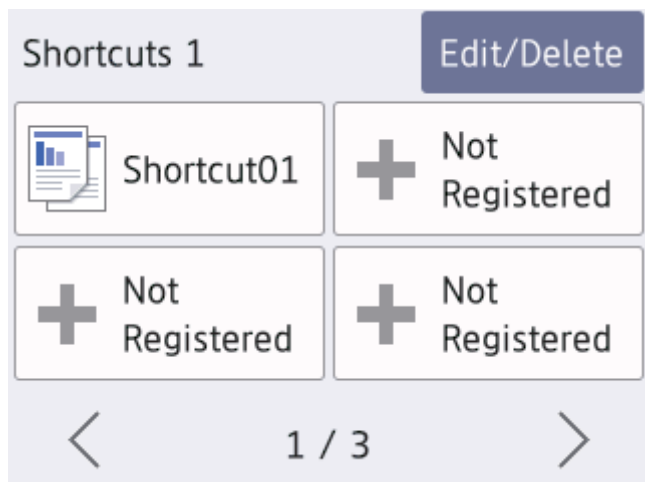 Shortcuts 1
Edit/Delete
Shortcut01
Not
Registered
Not
Registered
Not
Registered
1 / 3